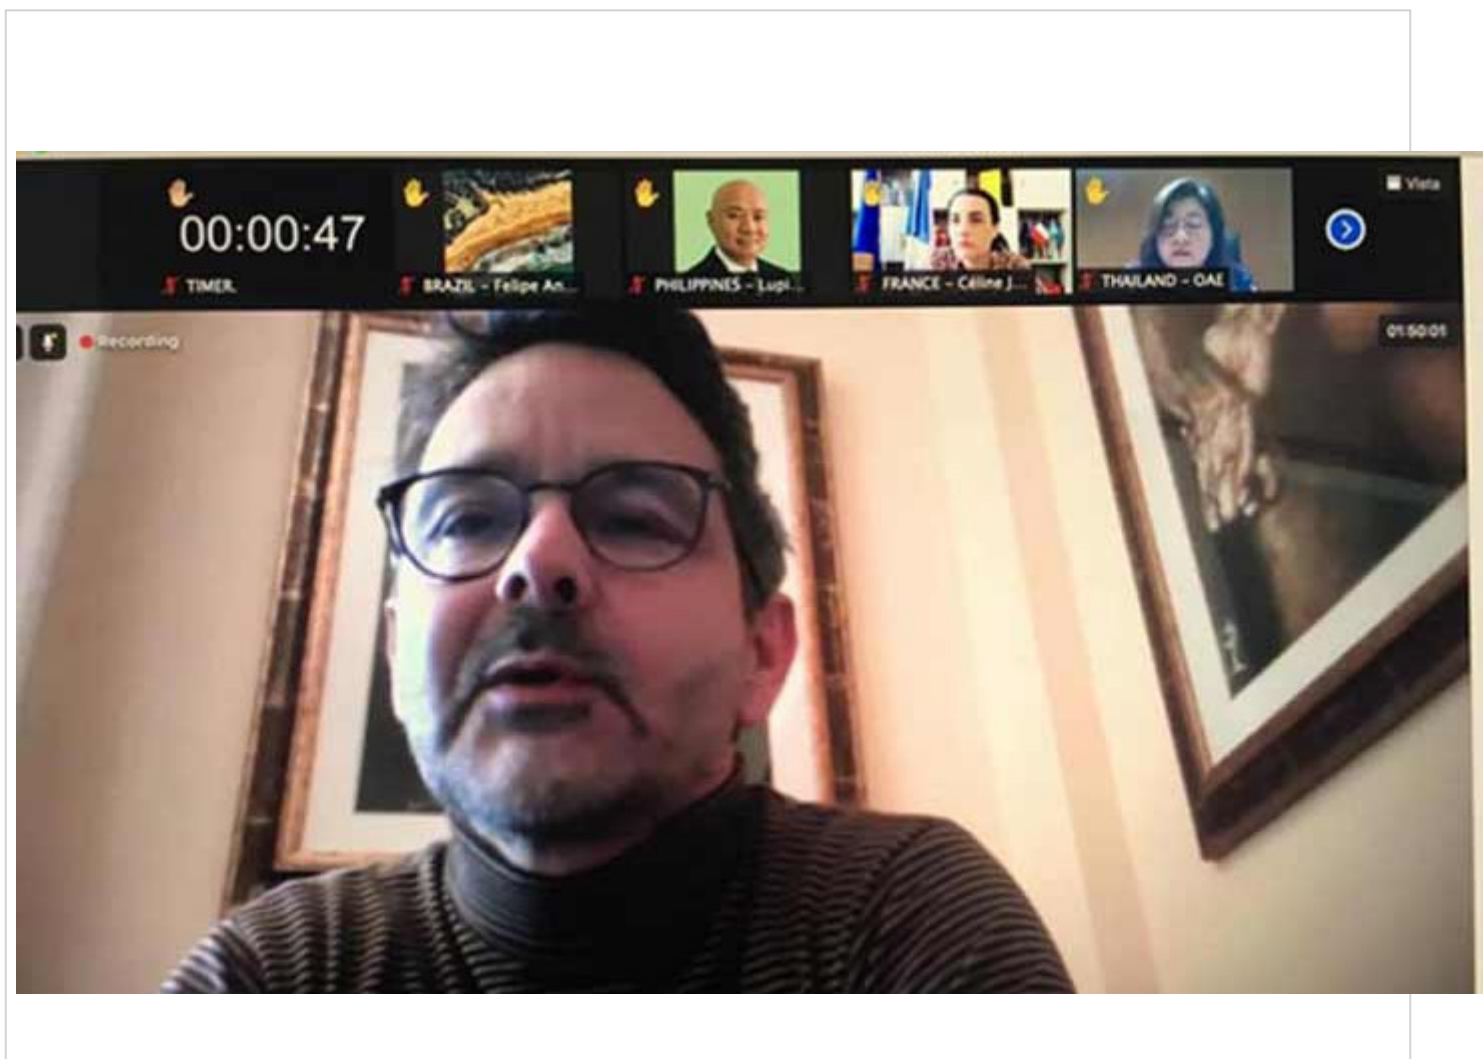 Vista
00:00:47
TIMER.
BRAZIL - Felipe An...
PHILIPPINES - Lupi...
FRANCE - Céline J...
THAILAND - OAE
Recording
01:50:01